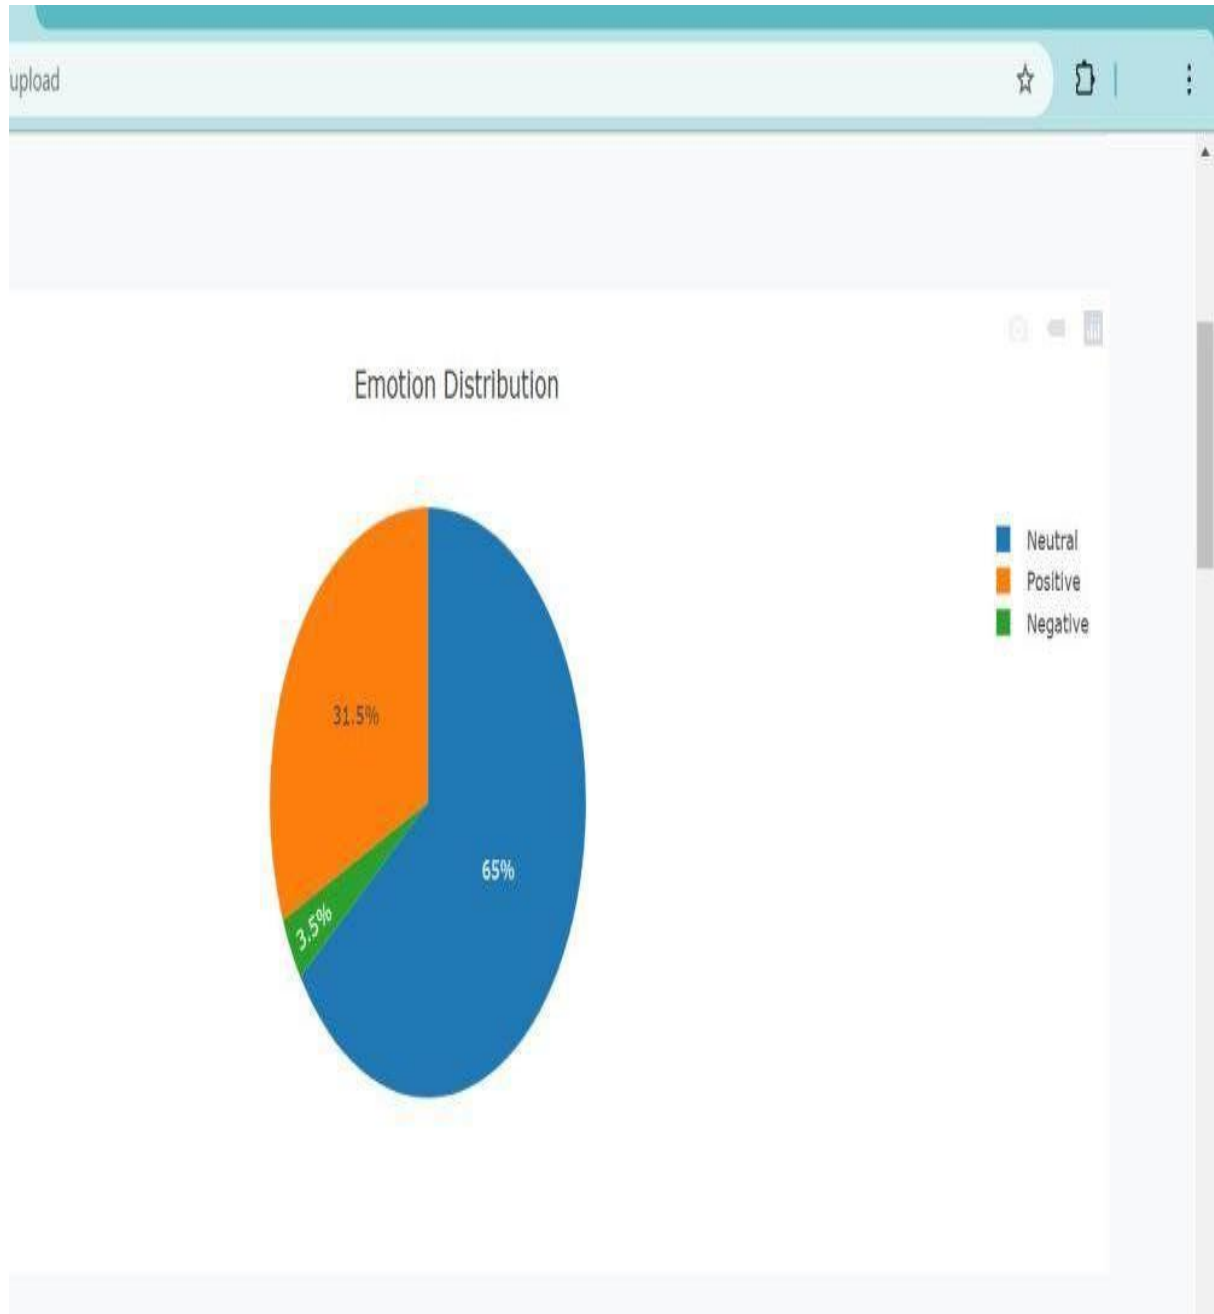 upload
Emotion Distribution
Neutral
Positive
Negative
31.5%
65%
3.5%